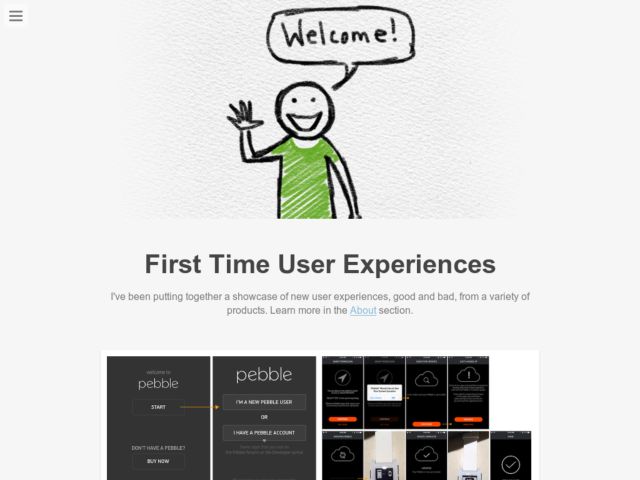 Welcome!
First Time User Experiences
I've been putting together a showcase of new user experiences, good and bad, from a variety of
products. Learn more in the About section.
welcome to
pebble
START
DON'T HAVE A PEBBLE?
BUY NOW
pebble
I'M A NEW PEBBLE USER
OR
I HAVE A PEBBLE ACCOUNT